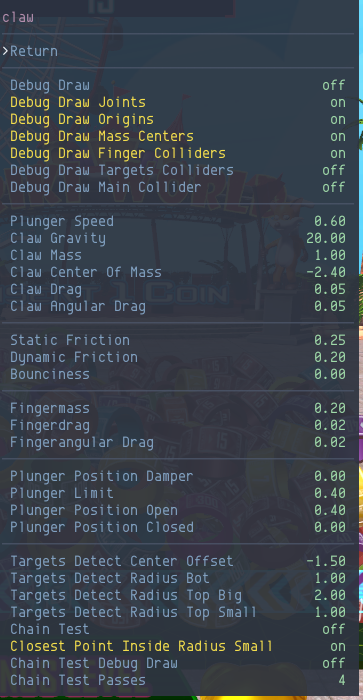 claw
>Return
Debug Draw off
Debug Draw Joints on
Debug Draw Origins on
Debug Draw Mass Centers on
Debug Draw Finger Colliders on
Debug Draw Targets Colliders off
Debug Draw Main Collider off
Plunger Speed 0.60
Claw Gravity 20.00
Claw Mass 1.00
Claw Center Of Mass -2.40
Claw Drag 0.05
Claw Angular Drag 0.05
Static Friction 0.25
Dynamic Friction 0.20
Bounciness 0.00
Fingermass 0.20
Fingerdrag 0.02
Fingerangular Drag 0.02
Plunger Position Damper 0.00
Plunger Limit 0.40
Plunger Position Open 0.40
Plunger Position Closed 0.00
Targets Detect Center Offset -1.50
Targets Detect Radius Bot 1.00
Targets Detect Radius Top Big 2.00
Targets Detect Radius Top Small 1.00
Chain Test off
Closest Point Inside Radius Small on
Chain Test Debug Draw off
Chain Test Passes 4
1 COIN
15